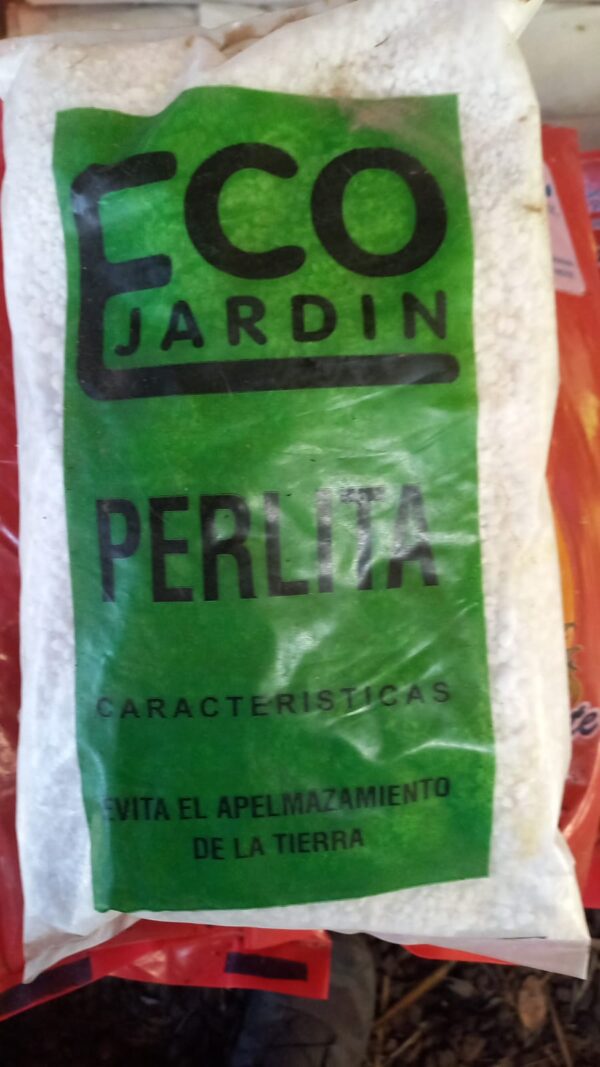 ECO
JARDIN
PERLITA
CARACTERISTICAS
EVITA EL APELMAZAMIENTO
DE LA TIERRA